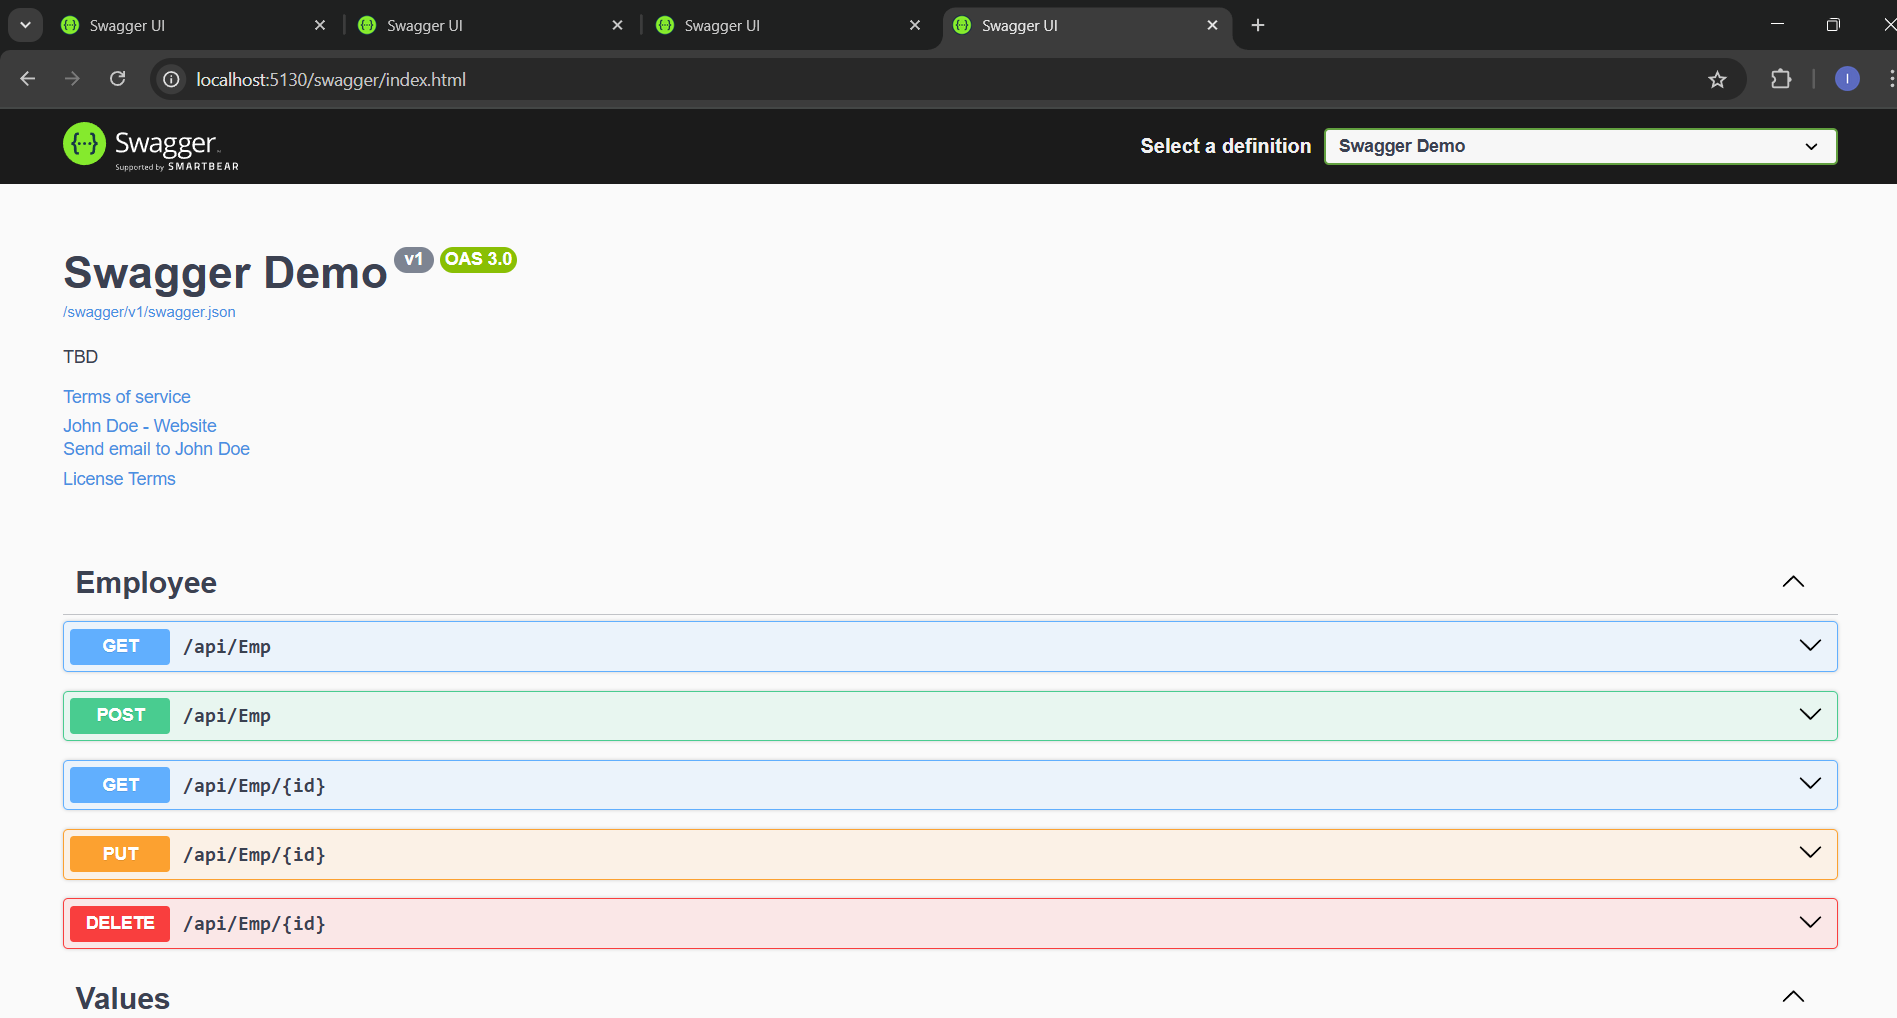 Swagger UI
Swagger UI
Swagger UI
Swagger UI
localhost:5130/swagger/index.html
I
Swagger
Supported by SMARTBEAR
Select a definition
Swagger Demo
Swagger Demo v1 OAS 3.0
/swagger/v1/swagger.json
TBD
Terms of service
John Doe - Website
Send email to John Doe
License Terms
Employee
GET /api/Emp
POST /api/Emp
GET /api/Emp/{id}
PUT /api/Emp/{id}
DELETE /api/Emp/{id}
Values